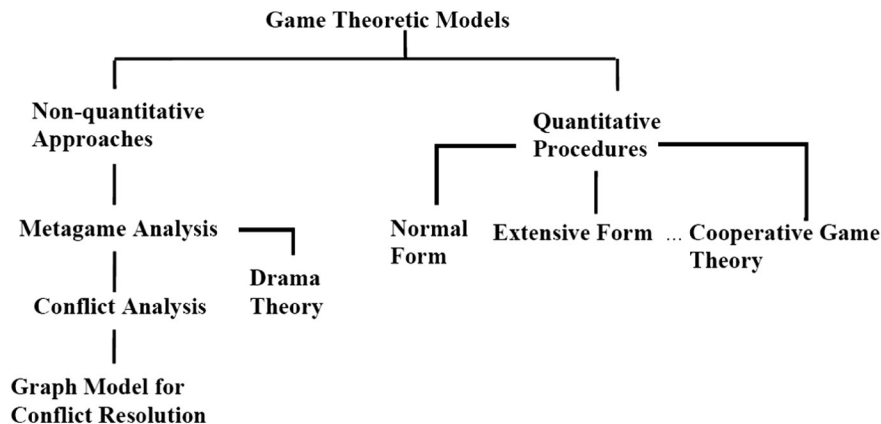 Game Theoretic Models
Non-quantitative
Approaches
Quantitative
Procedures
Metagame Analysis
Normal
Form
Extensive Form ... Cooperative Game
Theory
Drama
Theory
Conflict Analysis
Graph Model for
Conflict Resolution